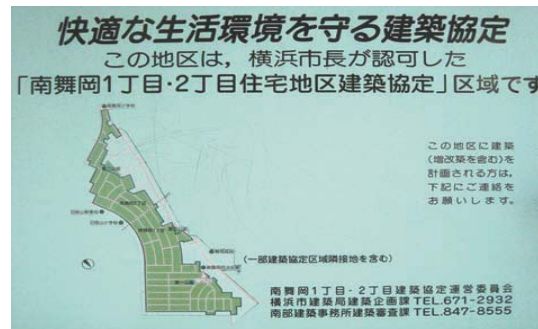 快適な生活環境を守る建築協定
この地区は，横浜市長が認可した
「南舞岡1丁目・2丁目住宅地区建築協定」区域です
この地区に建築
(増改築を含む)を
計画される方は，
下記にご連絡を
お願いします。
(一部建築協定区域隣接地を含む)
南舞岡1丁目・2丁目建築協定運営委員会
横浜市建築局建築企画課 TEL.671-2932
南部建築事務所建築審査課 TEL.847-8555